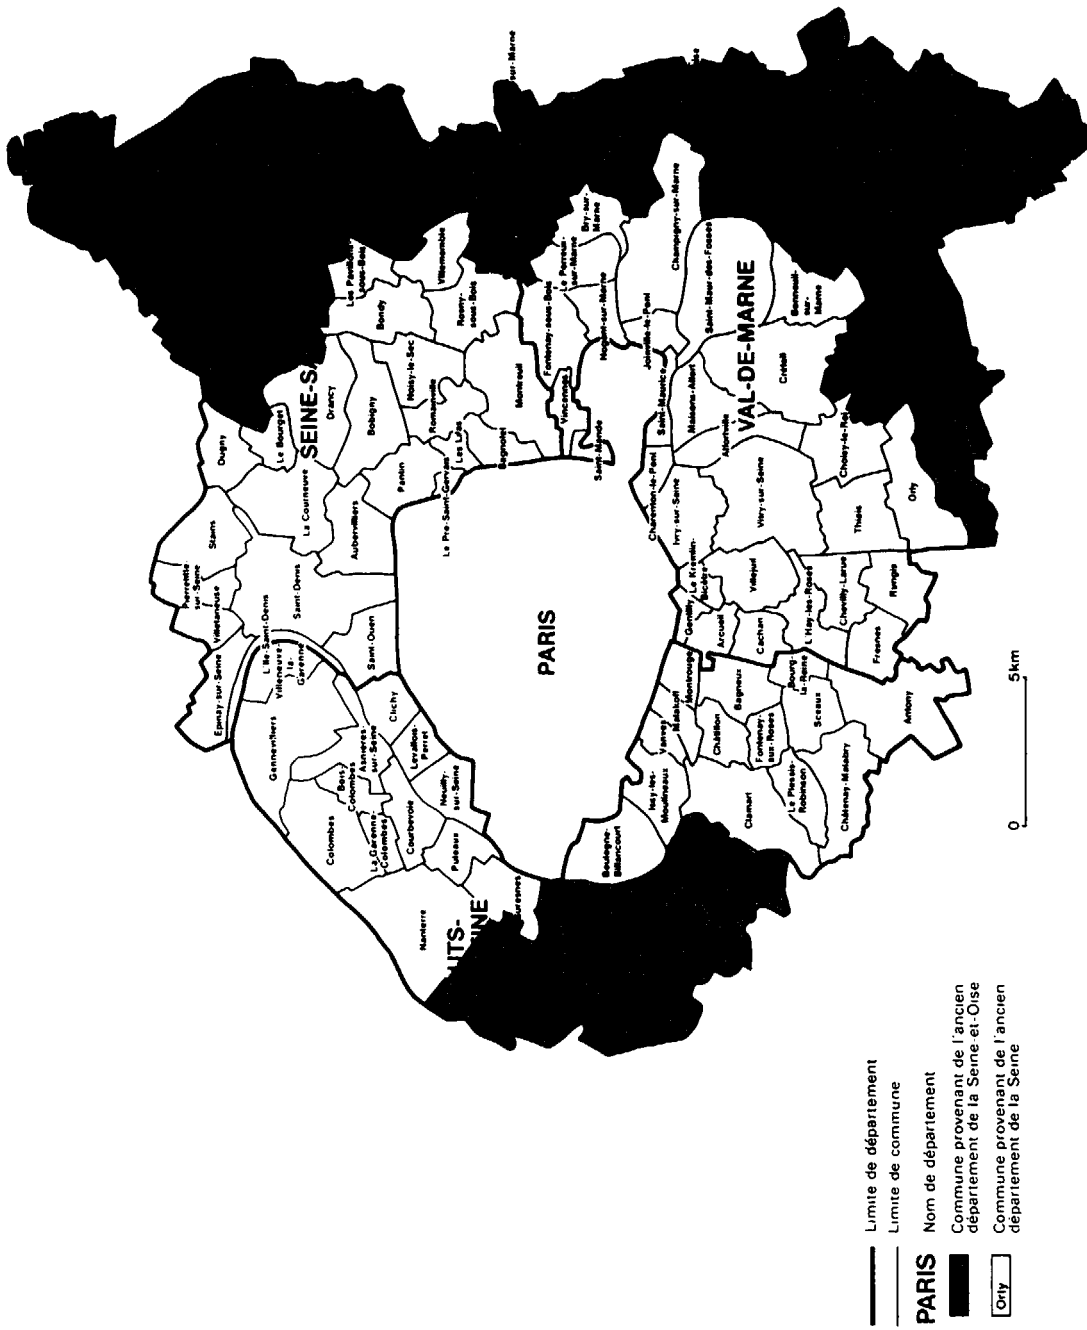 Epinay-sur-Seine
Villetaneuse
Pierrefitte-
sur-Seine
Stains
Dugny
Le Bourget
SEINE-SA
La Courneuve
Drancy
Saint-Denis
L'Ile-Saint-Denis
Villeneuve-
la-
Garenne
Gennevilliers
Saint-Ouen
Aubervilliers
Bobigny
Bondy
Les Pavillons-
sous-Bois
Colombes
Bois-
Colombes
Asnières-
sur-Seine
Clichy
La Garenne-
Colombes
Courbevoie
Levallois-
Perret
Pantin
Noisy-le-Sec
Romainville
Villemomble
Rosny-
sous-Bois
Nanterre
Puteaux
Neuilly-
sur-Seine
Le Pré-Saint-Gervais
Les Lilas
Bagnolet
Montreuil
UTS-
INE
uresnes
PARIS
Vincennes
Fontenay-sous-Bois
Le Perreux-
sur-Marne
Bry-sur-
Marne
sur-Marne
Saint-Mandé
Nogent-sur-Marne
Boulogne-
Billancourt
Issy-les-
Moulineaux
Vanves
Malakoff
Montrouge
Gentilly
Le Kremlin-
Bicêtre
Ivry-sur-Seine
Charenton-le-Pont
Saint-Maurice
Joinville-le-Pont
Champigny-sur-Marne
Maisons-Alfort
Saint-Maur-des-Fossés
Alfortville
VAL-DE-MARNE
Clamart
Châtillon
Bagneux
Arcueil
Cachan
Villejuif
Vitry-sur-Seine
Créteil
Bonneuil-
sur-
Marne
Fontenay-
aux-Roses
Le Plessis-
Robinson
Sceaux
Bourg-
la-Reine
L'Hay-les-Roses
Chevilly-Larue
Thiais
Choisy-le-Roi
Châtenay-Malabry
Antony
Fresnes
Rungis
Orly
0
5km
Limite de département
Limite de commune
PARIS Nom de département
Commune provenant de l'ancien
département de la Seine-et-Oise
Orly Commune provenant de l'ancien
département de la Seine